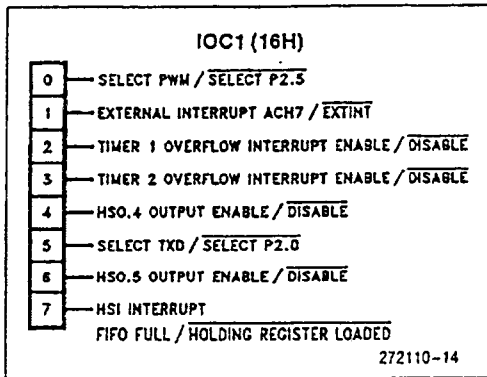 IOC1 (16H)
0 SELECT PWM / SELECT P2.5
1 EXTERNAL INTERRUPT ACH7 / EXTINT
2 TIMER 1 OVERFLOW INTERRUPT ENABLE / DISABLE
3 TIMER 2 OVERFLOW INTERRUPT ENABLE / DISABLE
4 HSO.4 OUTPUT ENABLE / DISABLE
5 SELECT TXD / SELECT P2.0
6 HSO.5 OUTPUT ENABLE / DISABLE
7 HSI INTERRUPT
FIFO FULL / HOLDING REGISTER LOADED
272110-14